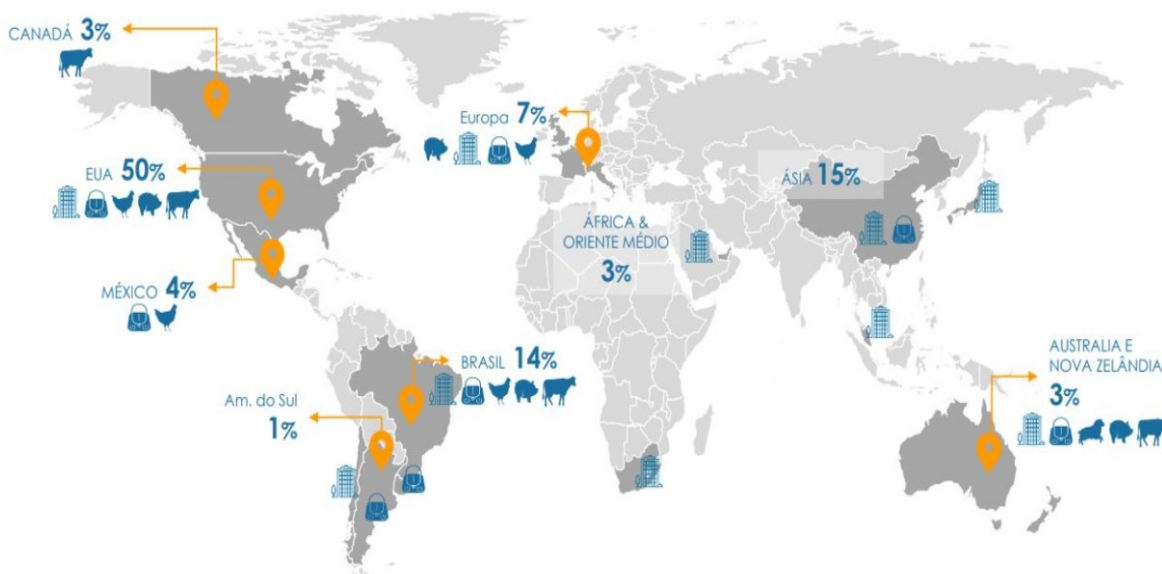 CANADÁ 3%
EUA 50%
MÉXICO 4%
Am. do Sul
1%
BRASIL 14%
Europa 7%
ÁFRICA &
ORIENTE MÉDIO
3%
ÁSIA 15%
AUSTRALIA E
NOVA ZELÂNDIA
3%